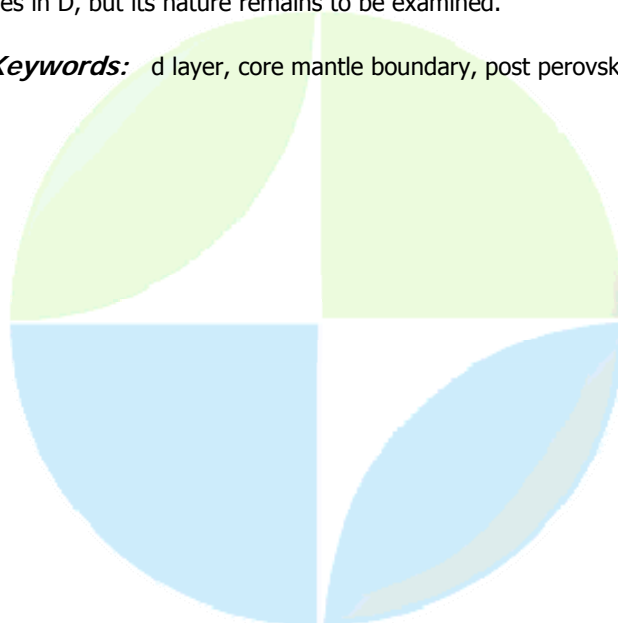 es in D, but its nature remains to be examined.
Keywords: d layer, core mantle boundary, post perovsk